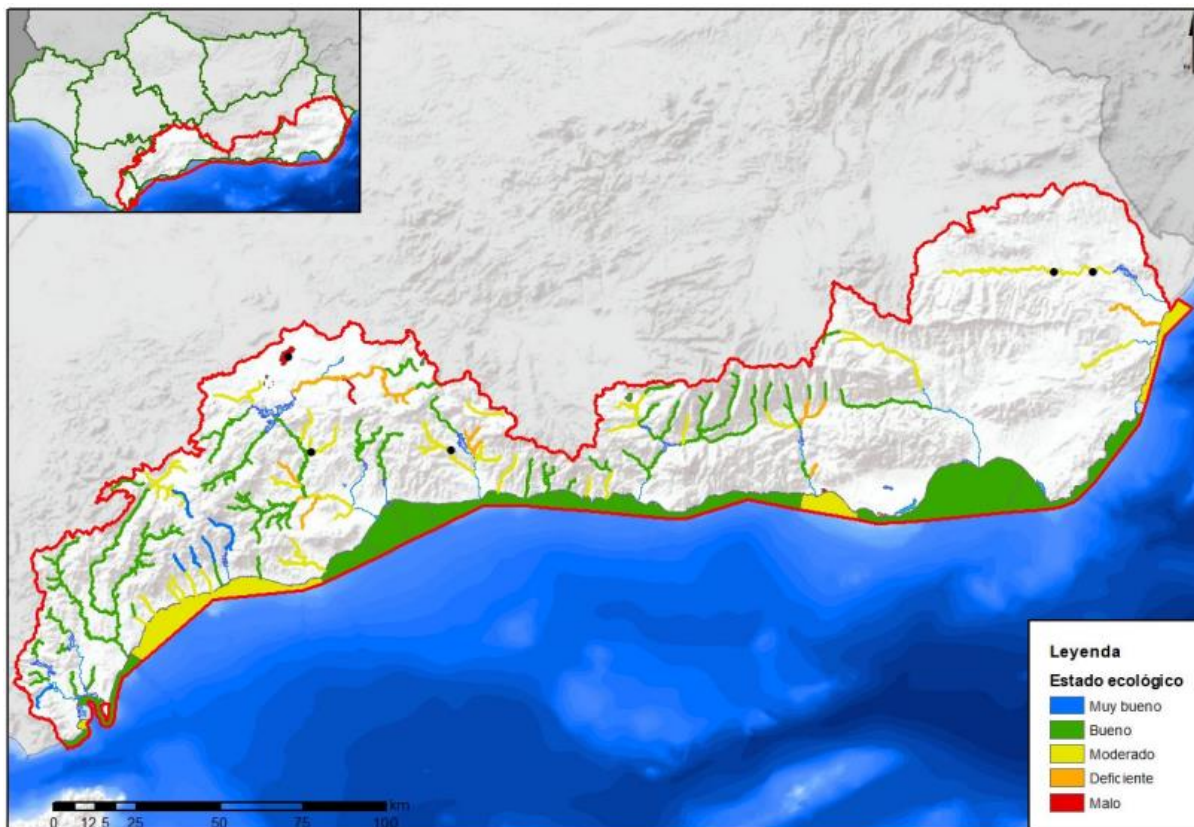 Leyenda
Estado ecológico
Muy bueno
Bueno
Moderado
Deficiente
Malo
km
0 12,5 25 50 75 100